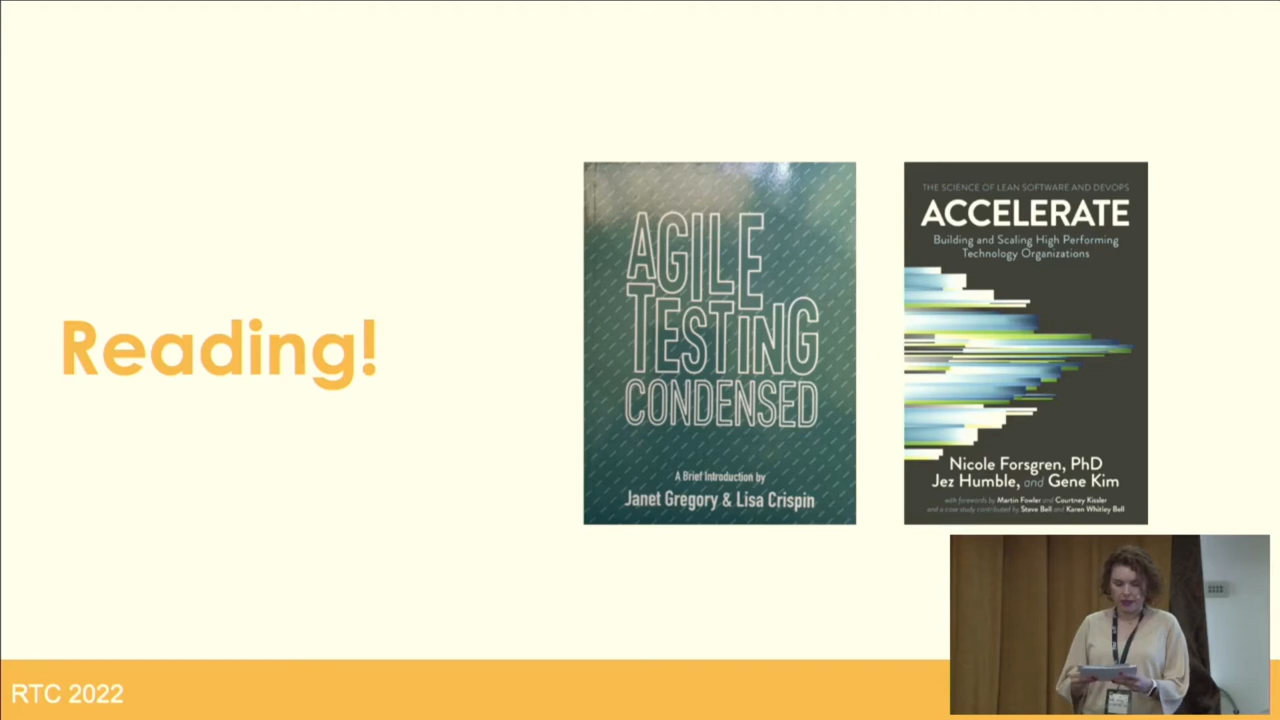 Reading!
AGILE
TESTING
CONDENSED
A Brief Introduction by
Janet Gregory & Lisa Crispin
THE SCIENCE OF LEAN SOFTWARE AND DEVOPS
ACCELERATE
Building and Scaling High Performing
Technology Organizations
Nicole Forsgren, PhD
Jez Humble, and Gene Kim
with forewords by Martin Fowler and Courtney Kissler
and a case study contributed by Steve Bell and Karen Whitley Bell
RTC 2022